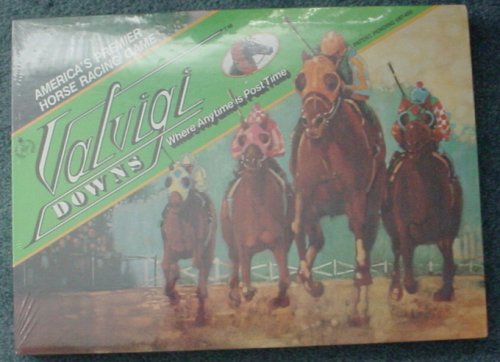 AMERICA'S PREMIER
HORSE RACING GAME
Valvigi
DOWNS
Where Anytime is Post Time